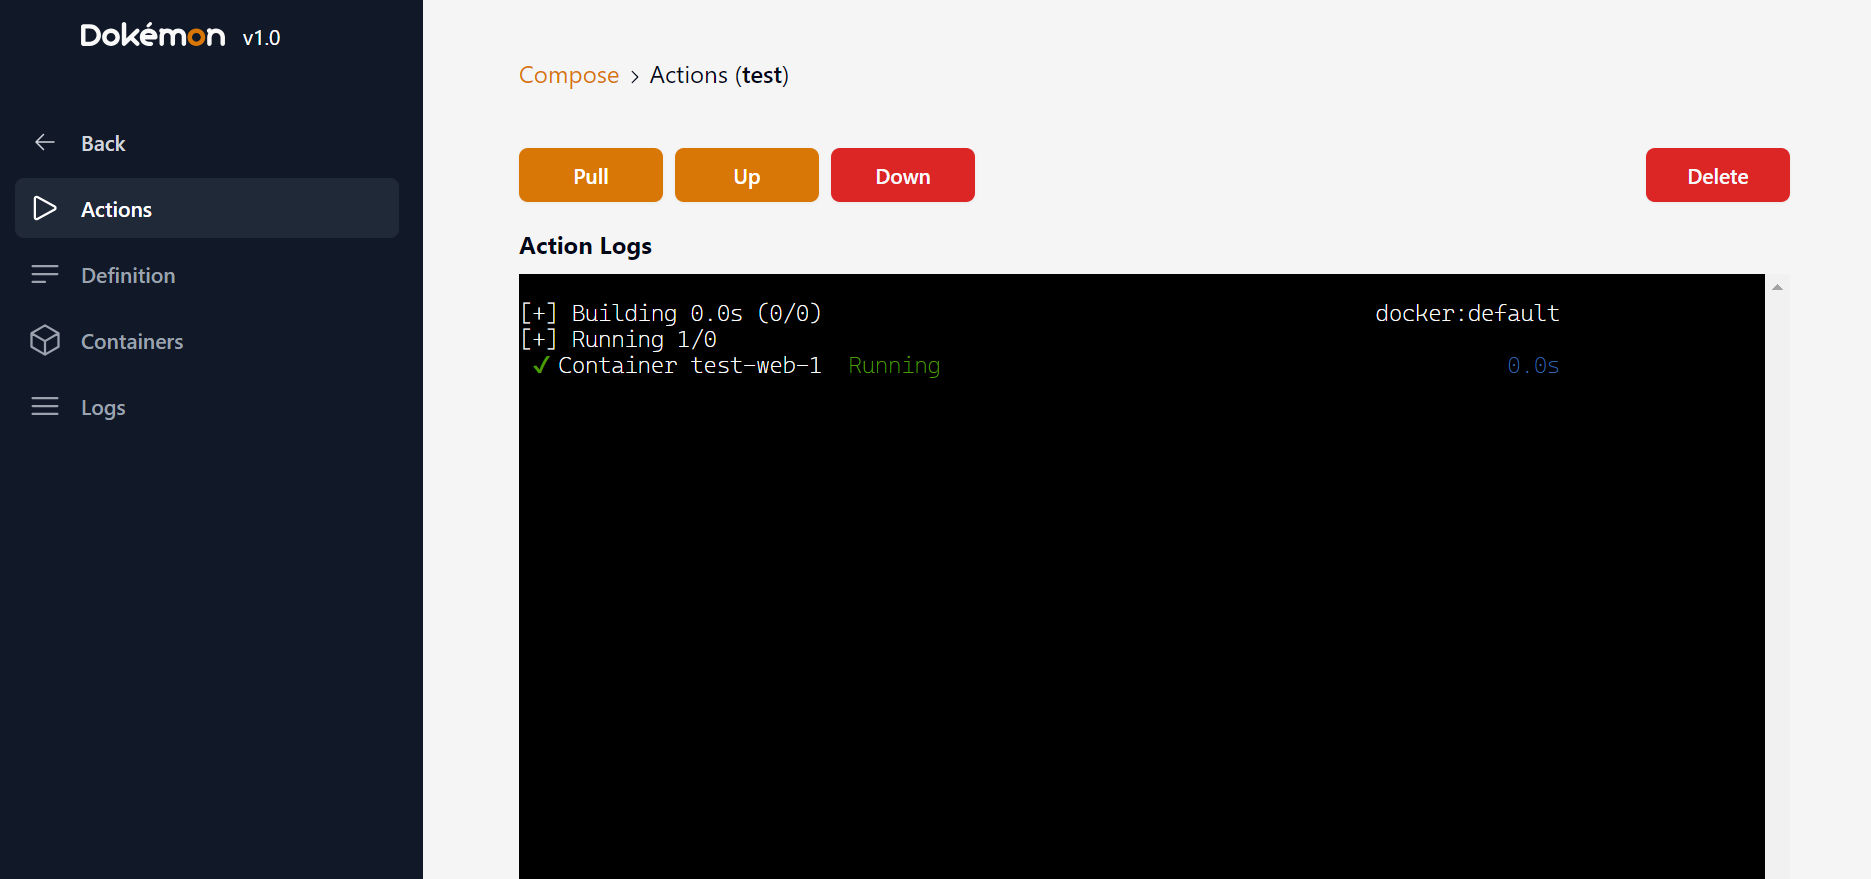 Dokémon v1.0
Back
Actions
Definition
Containers
Logs
Compose > Actions (test)
Pull Up Down Delete
Action Logs
[+] Building 0.0s (0/0) docker:default
[+] Running 1/0
✓ Container test-web-1 Running 0.0s